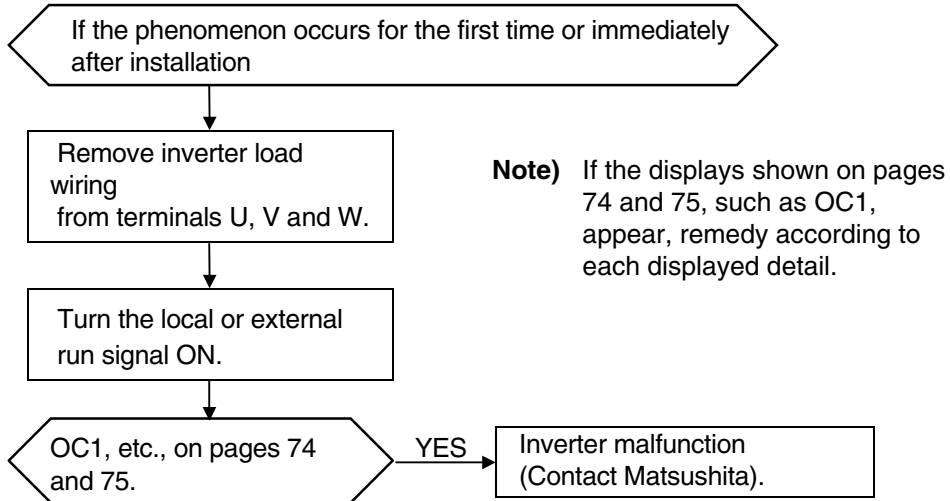 If the phenomenon occurs for the first time or immediately
after installation
Remove inverter load
wiring
from terminals U, V and W.
Note) If the displays shown on pages
74 and 75, such as OC1,
appear, remedy according to
each displayed detail.
Turn the local or external
run signal ON.
OC1, etc., on pages 74
and 75.
YES
Inverter malfunction
(Contact Matsushita).